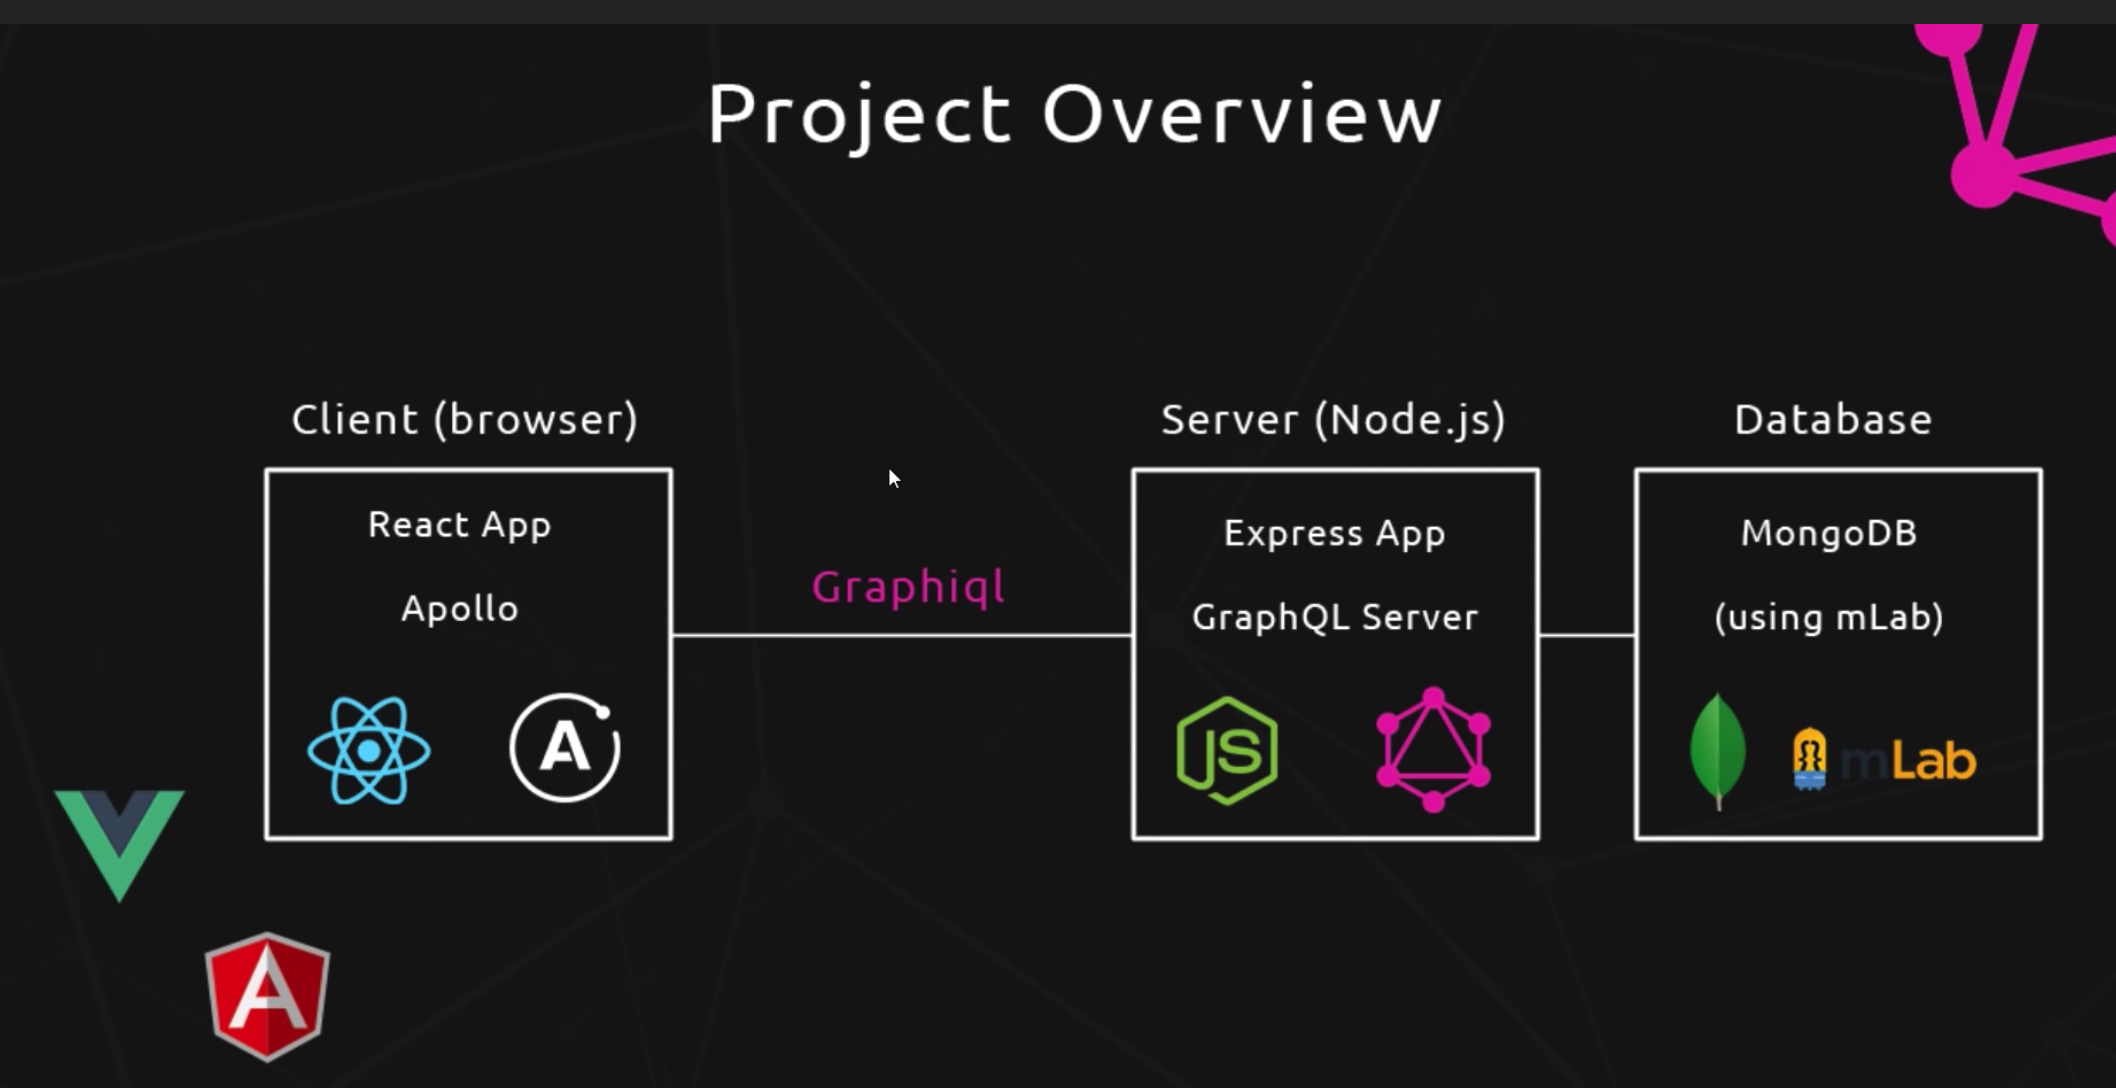 Project Overview
Client (browser)
React App
Apollo
A
Graphiql
Server (Node.js)
Express App
GraphQL Server
JS
Database
MongoDB
(using mLab)
mLab
A